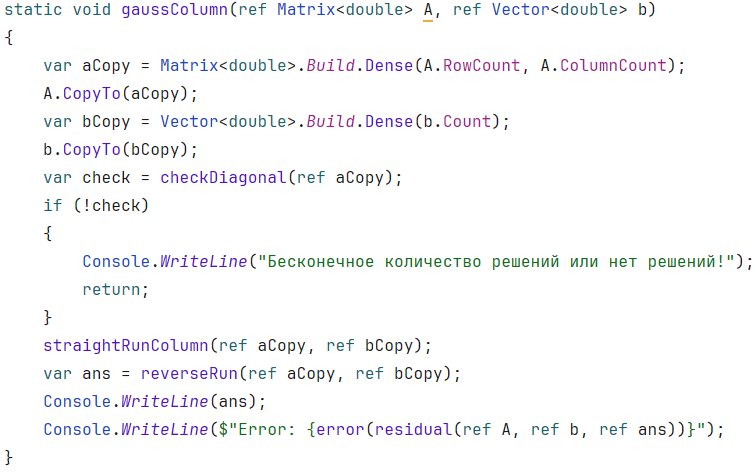 static void gaussColumn(ref Matrix<double> A, ref Vector<double> b)
{
    var aCopy = Matrix<double>.Build.Dense(A.RowCount, A.ColumnCount);
    A.CopyTo(aCopy);
    var bCopy = Vector<double>.Build.Dense(b.Count);
    b.CopyTo(bCopy);
    var check = checkDiagonal(ref aCopy);
    if (!check)
    {
        Console.WriteLine("Бесконечное количество решений или нет решений!");
        return;
    }
    straightRunColumn(ref aCopy, ref bCopy);
    var ans = reverseRun(ref aCopy, ref bCopy);
    Console.WriteLine(ans);
    Console.WriteLine($"Error: {error(residual(ref A, ref b, ref ans))}");
}